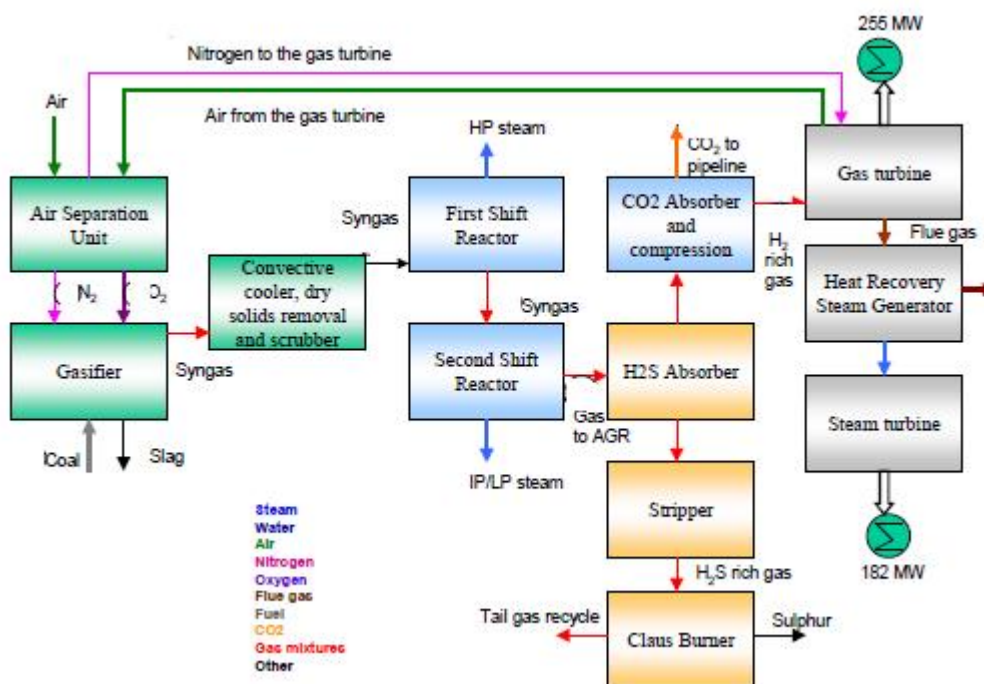 255 MW
Nitrogen to the gas turbine
Air
Air from the gas turbine
HP steam
CO2 to
pipeline
Gas turbine
Air Separation
Unit
Syngas
First Shift
Reactor
CO2 Absorber
and
compression
H2
rich
gas
Flue gas
Convective
cooler, dry
solids removal
and scrubber
N2
O2
Syngas
Heat Recovery
Steam Generator
Gasifier
Syngas
Second Shift
Reactor
H2S Absorber
Gas
to AGR
Steam turbine
Coal
Slag
IP/LP steam
Stripper
Steam
Water
Air
Nitrogen
Oxygen
Flue gas
Fuel
CO2
Gas mixtures
Other
H2S rich gas
182 MW
Tail gas recycle
Claus Burner
Sulphur